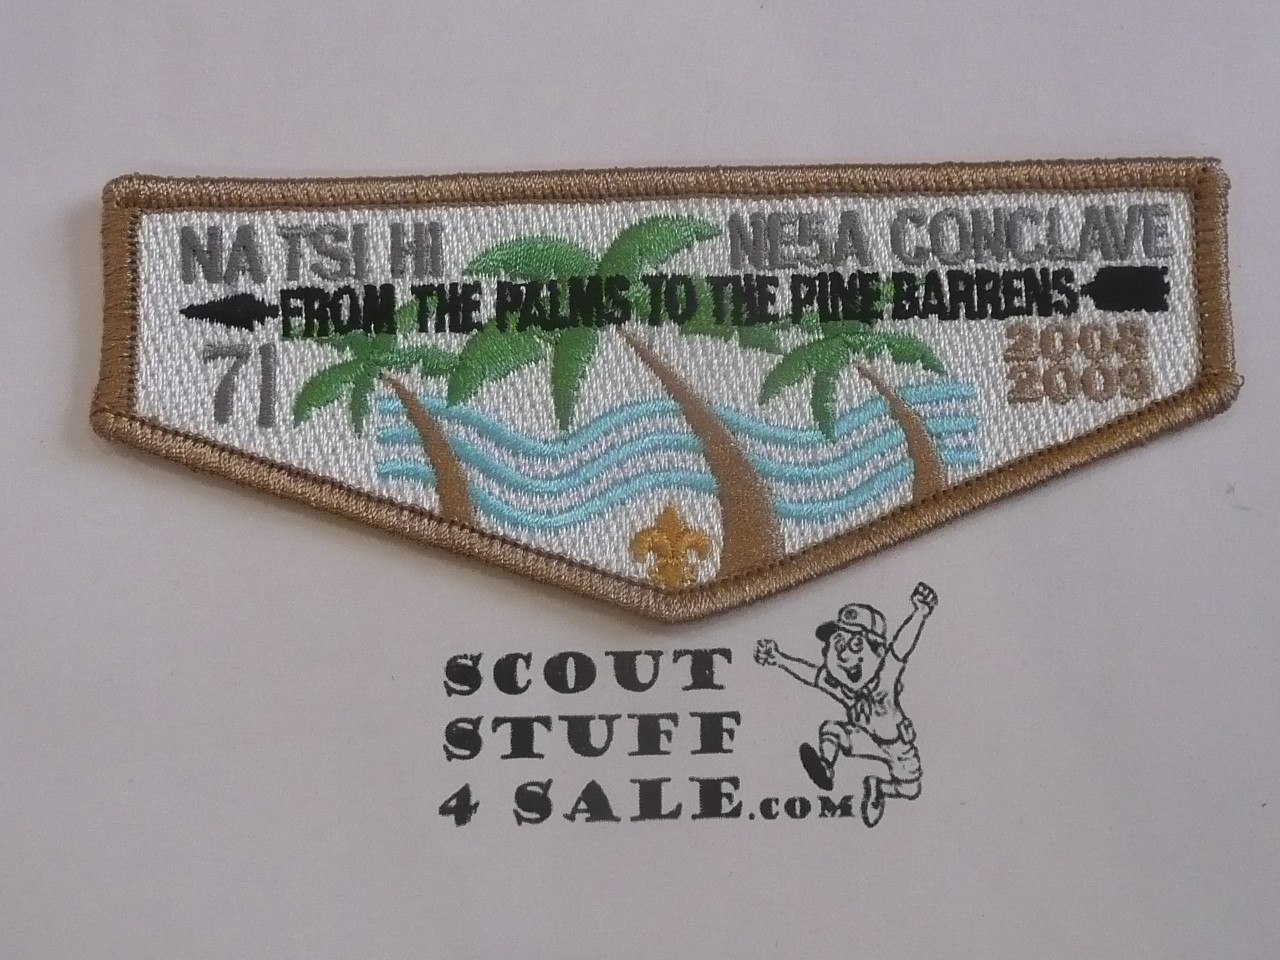 NA TSI HI NE5A CONCLAVE
FROM THE PALMS TO THE PINE BARRENS
71 2008
2009
SCOUT
STUFF
4 SALE.COM